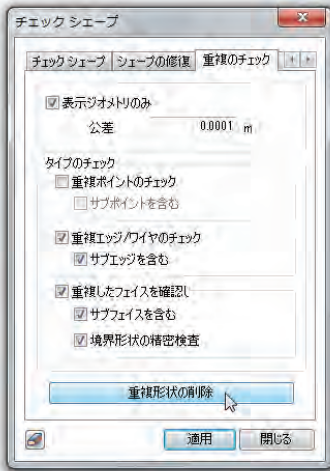 チェック シェープ
チェック シェープ シェープの修復 重複のチェック
表示ジオメトリのみ
公差 0.0001 m
タイプのチェック
重複ポイントのチェック
サブポイントを含む
重複エッジ/ワイヤのチェック
サブエッジを含む
重複したフェイスを確認し
サブフェイスを含む
境界形状の精密検査
重複形状の削除
適用 閉じる